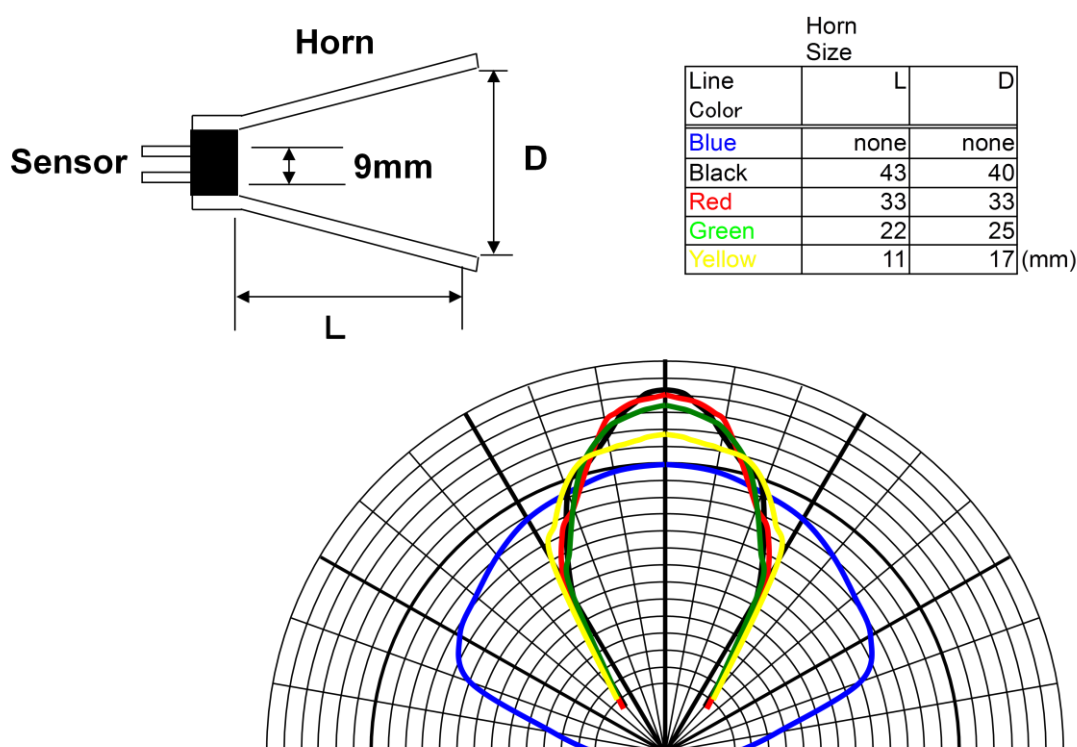 Horn
Sensor
9mm
D
L
Horn
Size
Line Color L D
Blue none none
Black 43 40
Red 33 33
Green 22 25
Yellow 11 17 (mm)